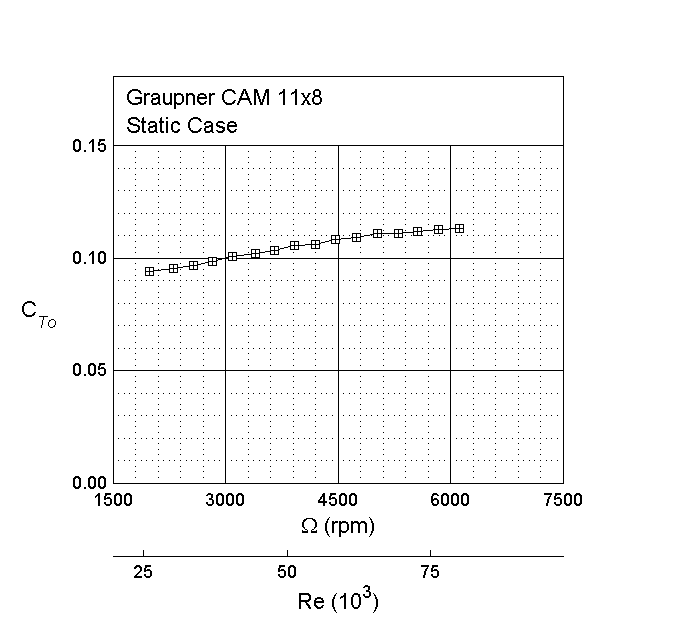 Graupner CAM 11x8
Static Case
0.15
0.10
C_To
0.05
0.00
1500 3000 4500 6000 7500
Ω (rpm)
25 50 75
Re (10³)